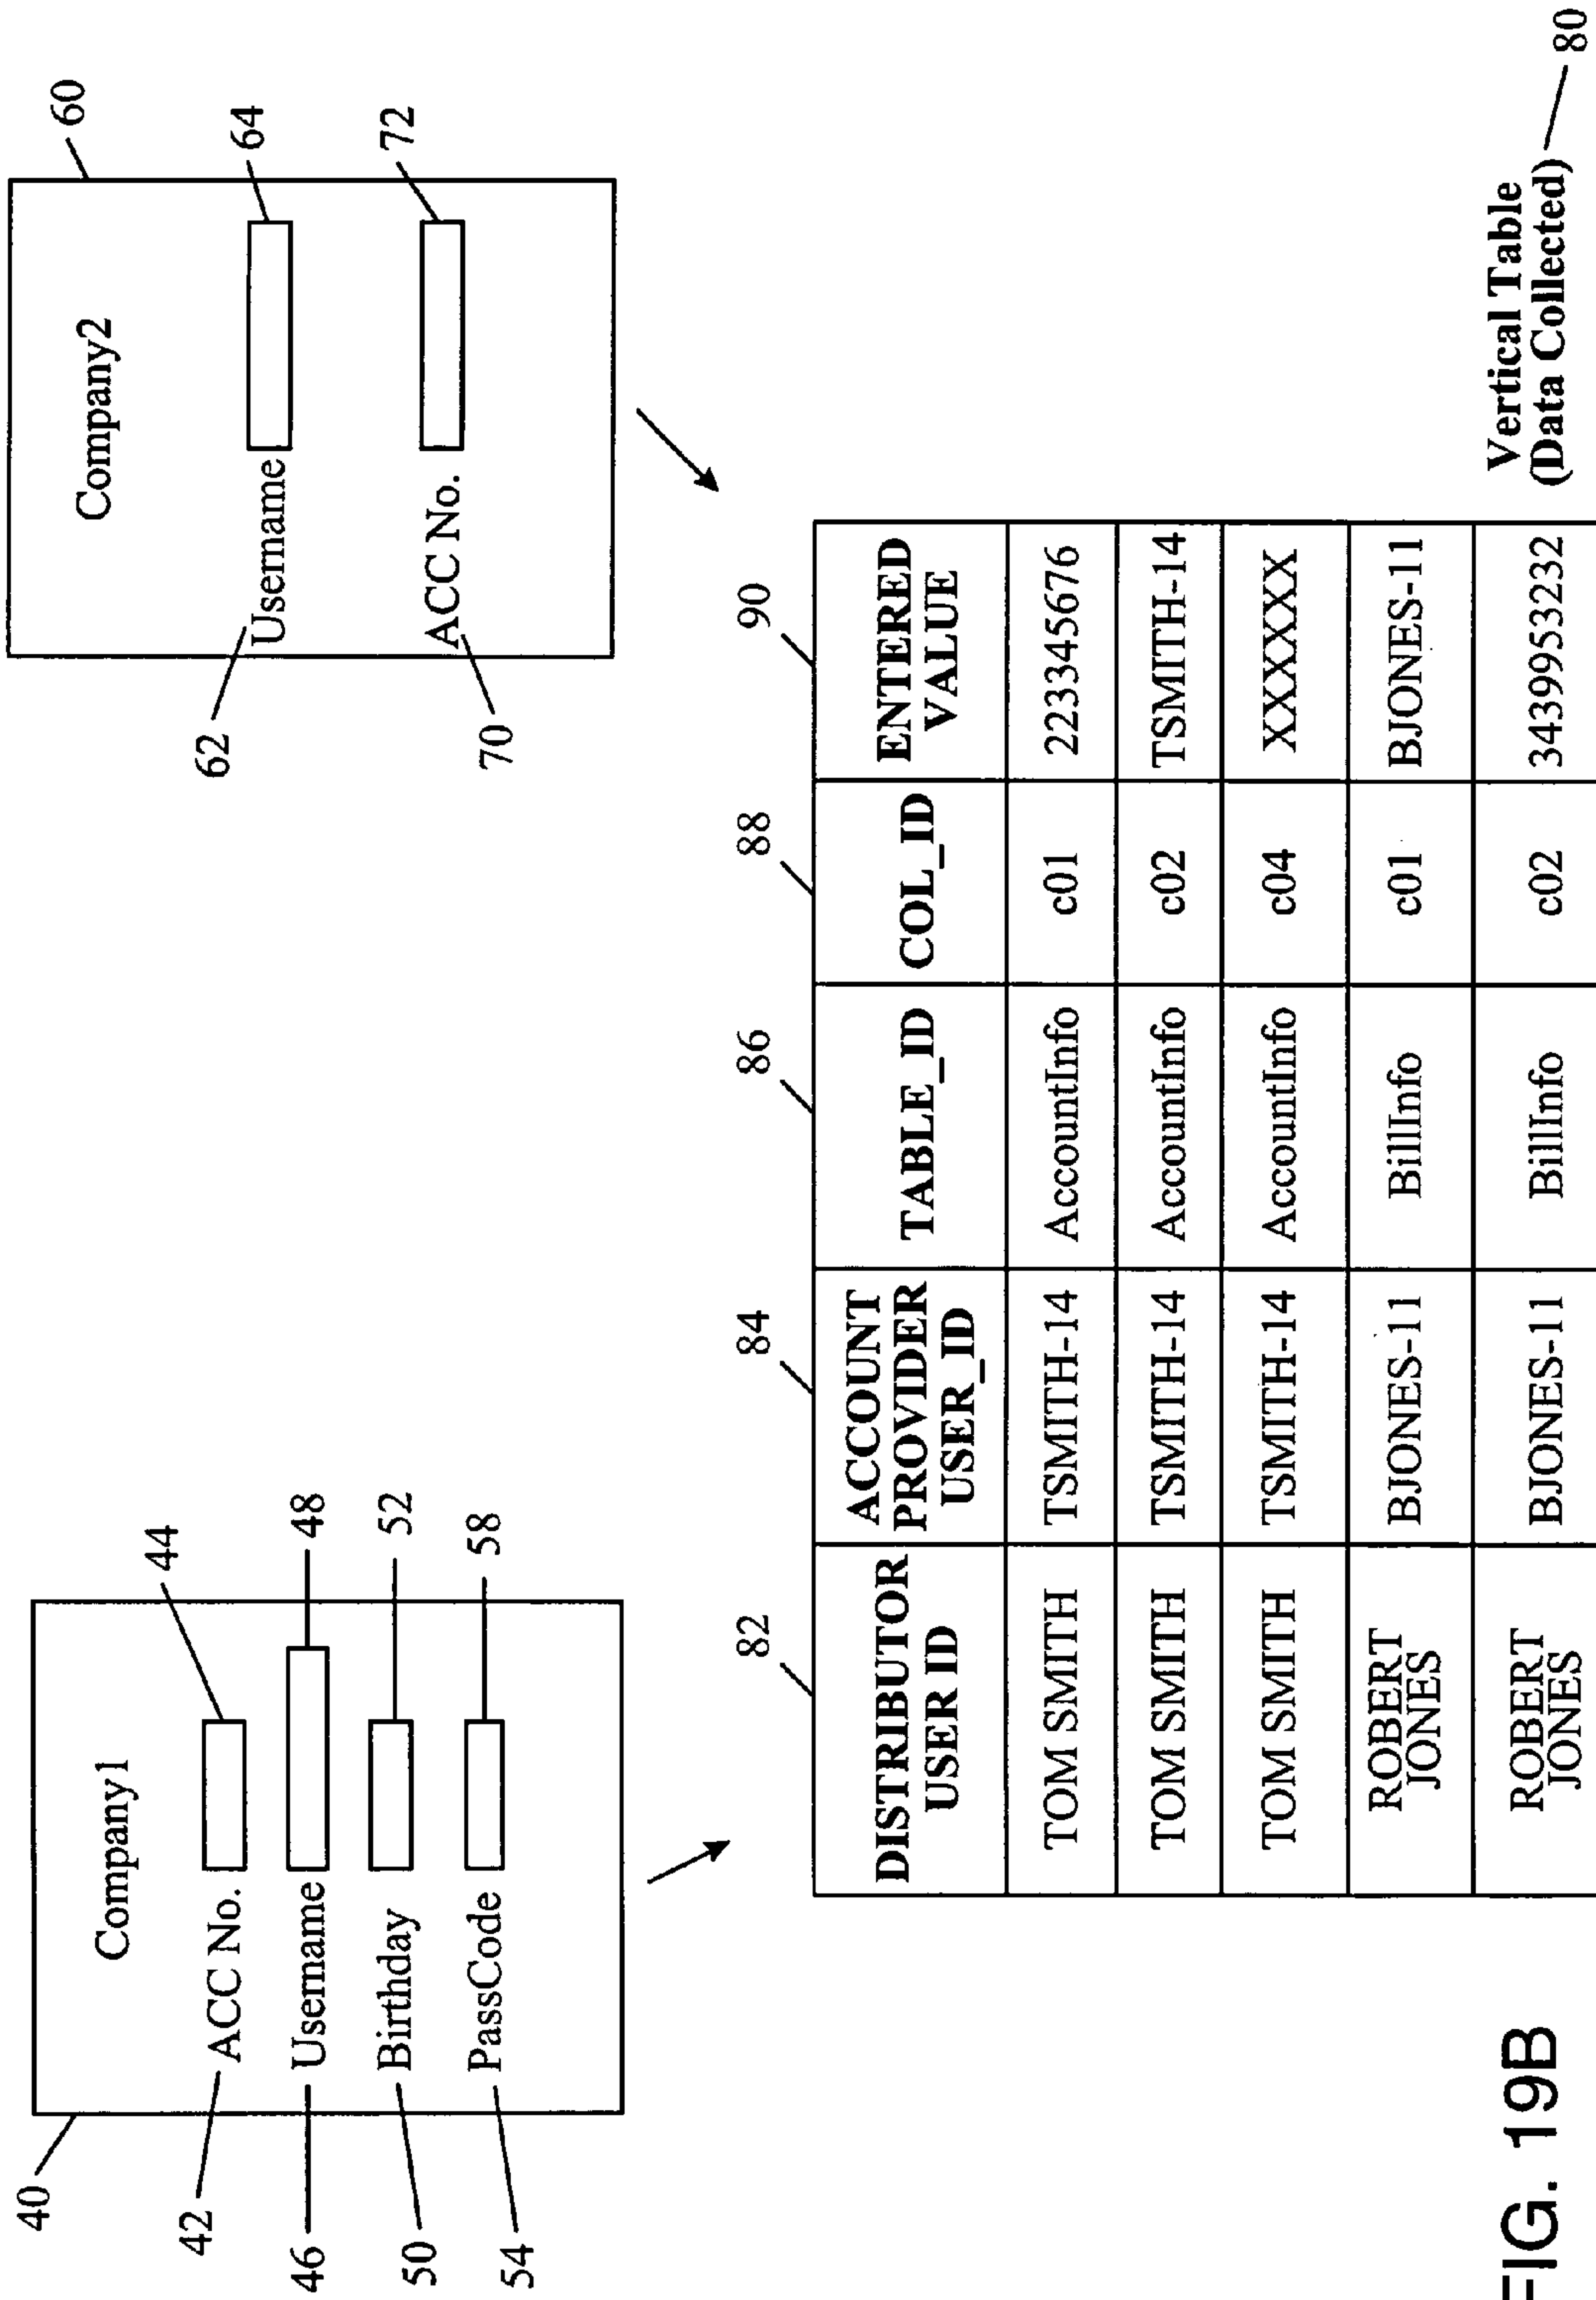 40
Company1
42
ACC No.
44
46
Username
48
50
Birthday
52
54
PassCode
58
Company2
60
62
Username
64
70
ACC No.
72
82
84
86
88
90
DISTRIBUTOR
USER ID
ACCOUNT
PROVIDER
USER_ID
TABLE_ID
COL_ID
ENTERED
VALUE
TOM SMITH
TSMITH-14
AccountInfo
c01
22334 5676
TOM SMITH
TSMITH-14
AccountInfo
c02
TSMITH-14
TOM SMITH
TSMITH-14
AccountInfo
c04
XXXXXX
ROBERT
JONES
BJONES-11
BillInfo
c01
BJONES-11
ROBERT
JONES
BJONES-11
BillInfo
c02
3439953232
Vertical Table
(Data Collected)
80
FIG. 19B